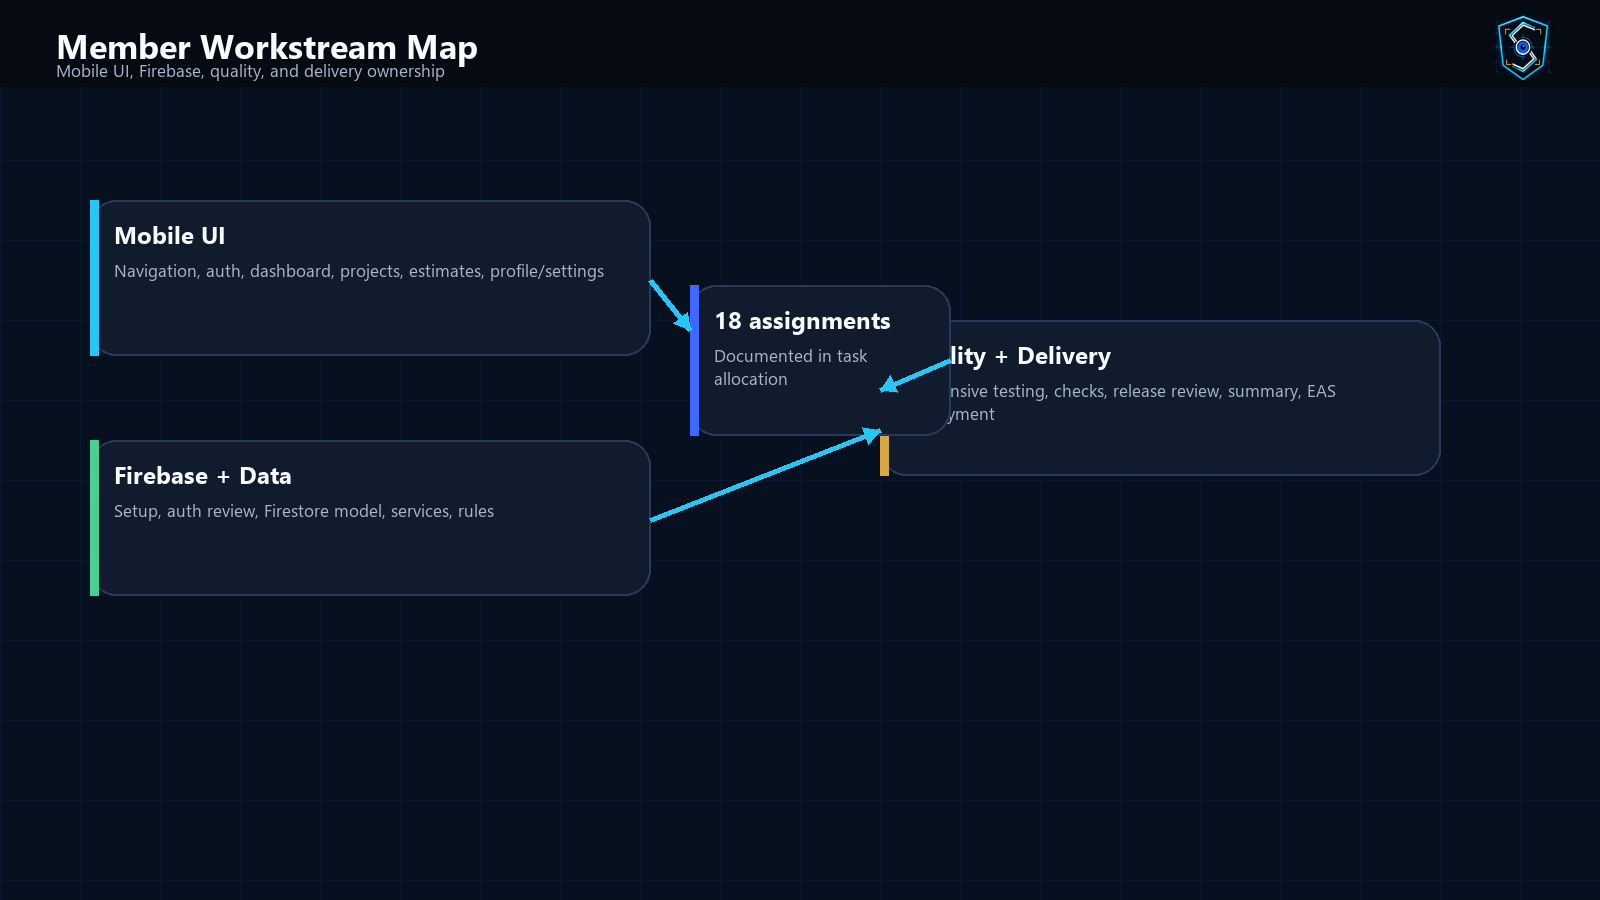 Member Workstream Map
Mobile UI, Firebase, quality, and delivery ownership
Mobile UI
Navigation, auth, dashboard, projects, estimates, profile/settings
18 assignments
Documented in task
allocation
lity + Delivery
nsive testing, checks, release review, summary, EAS
yment
Firebase + Data
Setup, auth review, Firestore model, services, rules